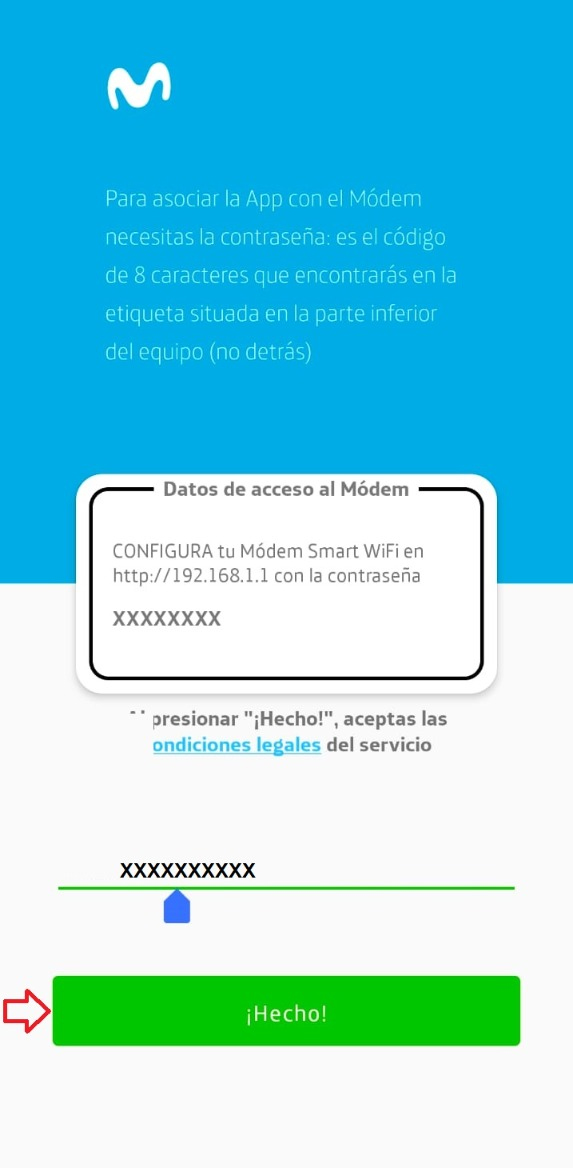 Para asociar la App con el Módem
necesitas la contraseña: es el código
de 8 caracteres que encontrarás en la
etiqueta situada en la parte inferior
del equipo (no detrás)
Datos de acceso al Módem
CONFIGURA tu Módem Smart WiFi en
http://192.168.1.1 con la contraseña
XXXXXXXX
presionar "¡Hecho!", aceptas las
ondiciones legales del servicio
XXXXXXXXXX
¡Hecho!